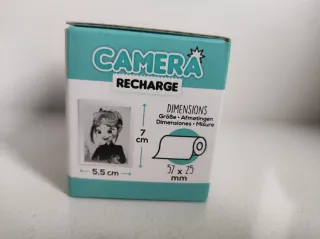 CAMERA
RECHARGE
DIMENSIONS
Größe • Afmetingen
Dimensiones • Misure
7
cm
5,5 cm
57 x 25
mm